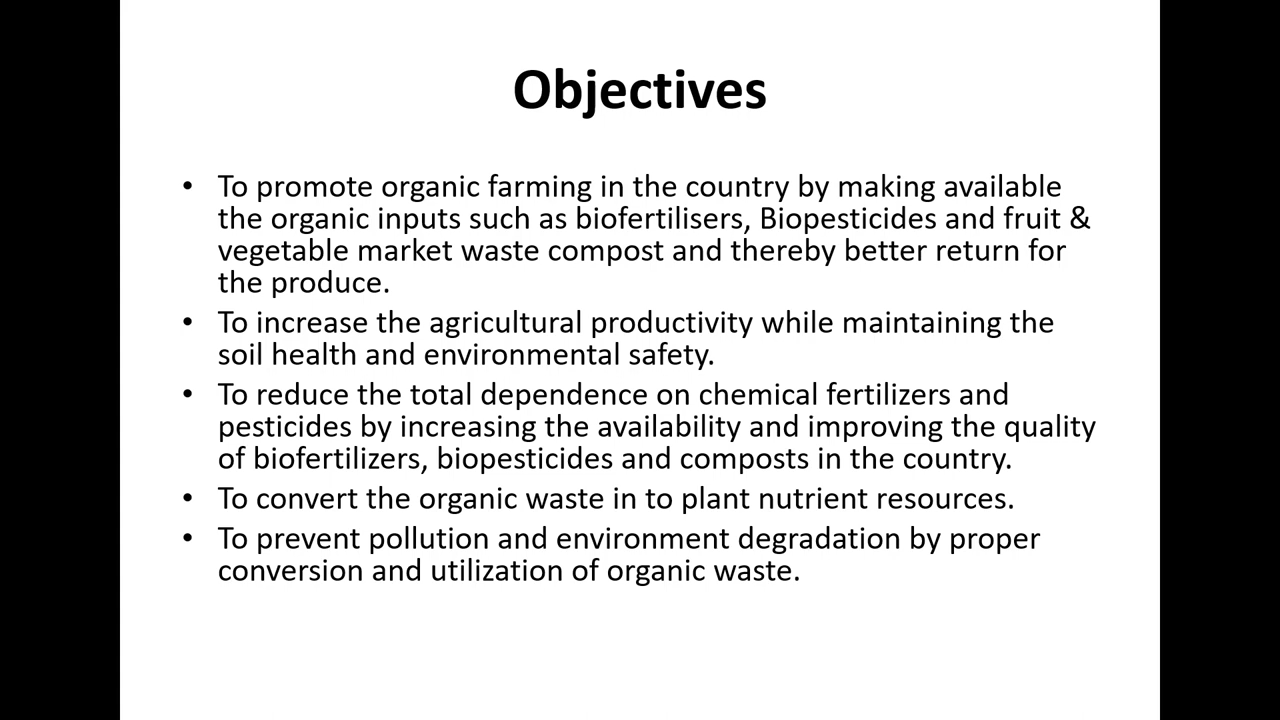 Objectives
• To promote organic farming in the country by making available
the organic inputs such as biofertilisers, Biopesticides and fruit &
vegetable market waste compost and thereby better return for
the produce.
• To increase the agricultural productivity while maintaining the
soil health and environmental safety.
• To reduce the total dependence on chemical fertilizers and
pesticides by increasing the availability and improving the quality
of biofertilizers, biopesticides and composts in the country.
• To convert the organic waste in to plant nutrient resources.
• To prevent pollution and environment degradation by proper
conversion and utilization of organic waste.